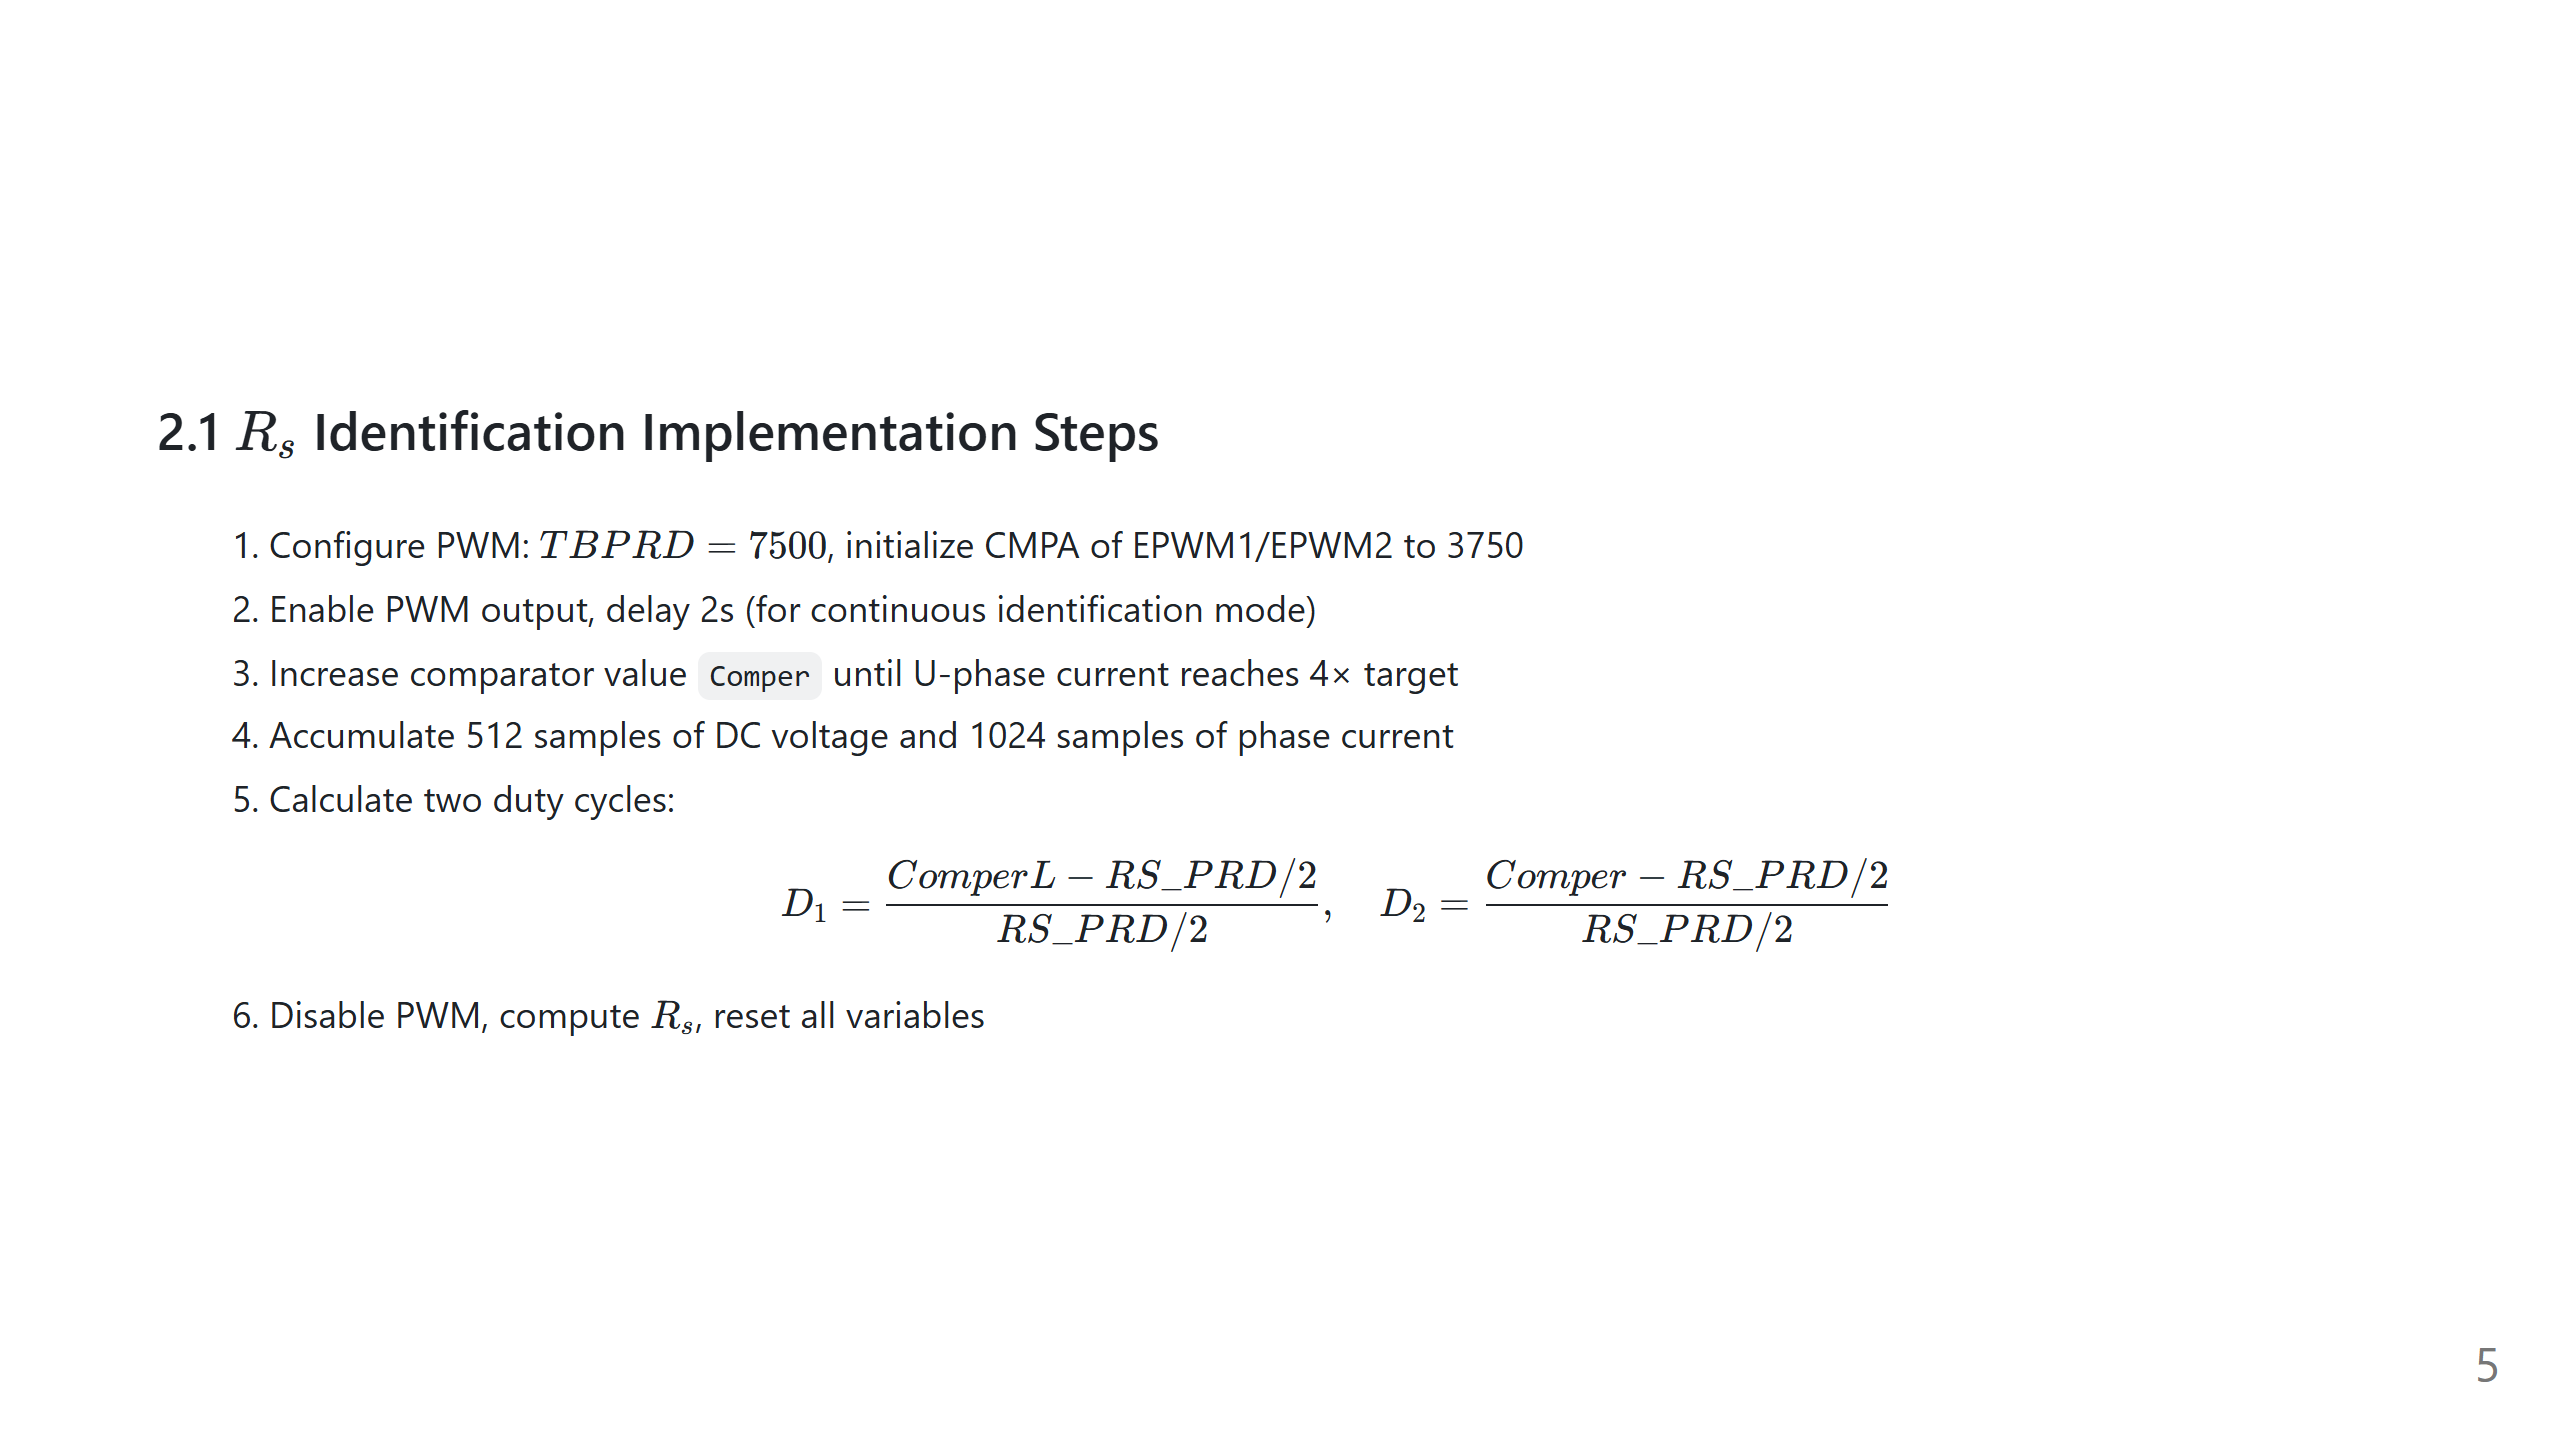 2.1 Rₛ Identification Implementation Steps
1. Configure PWM: TBPRD = 7500, initialize CMPA of EPWM1/EPWM2 to 3750
2. Enable PWM output, delay 2s (for continuous identification mode)
3. Increase comparator value Comper until U-phase current reaches 4× target
4. Accumulate 512 samples of DC voltage and 1024 samples of phase current
5. Calculate two duty cycles:
D₁ = (ComperL − RS_PRD/2) / (RS_PRD/2), D₂ = (Comper − RS_PRD/2) / (RS_PRD/2)
6. Disable PWM, compute Rₛ, reset all variables
5